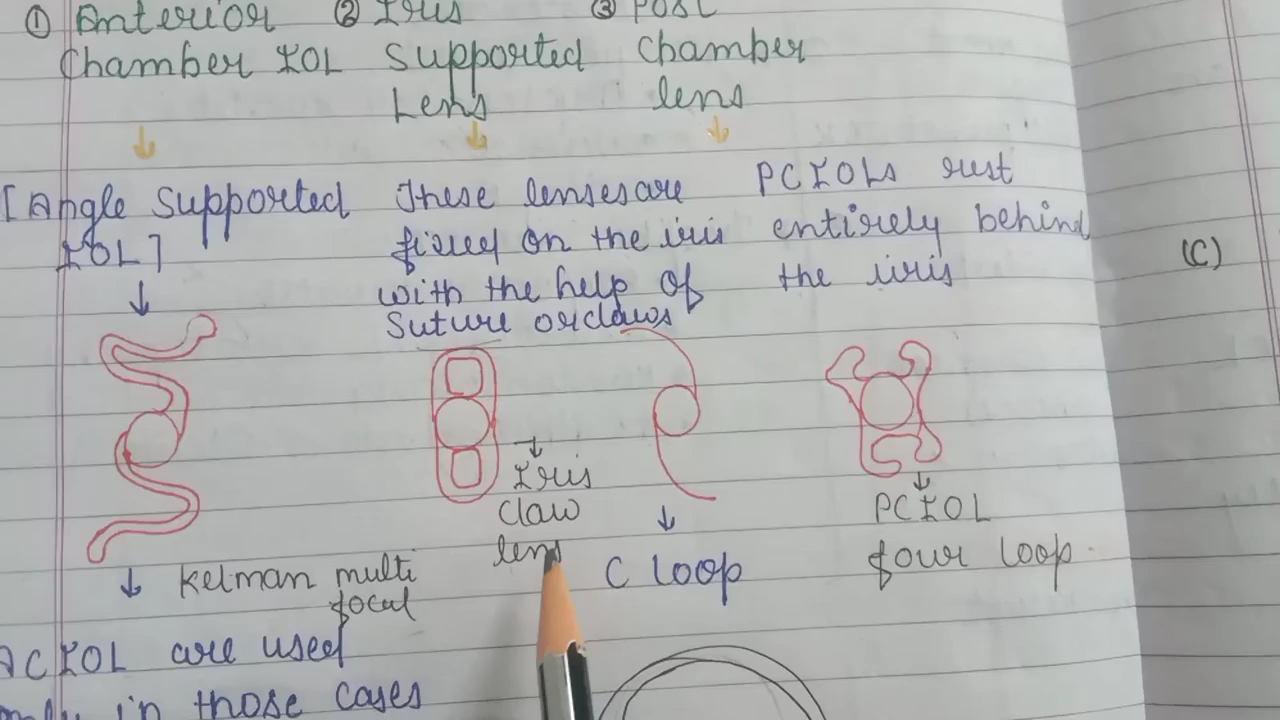 ① Anterior ② Iris ③ Post
Chamber IOL Supported Chamber
Lens lens
[Angle Supported These lenses are PCIOLs rest
IOL] fixed on the iris entirely behind
with the help of the iris
Suture or claws
(C)
Iris
Claw
lens
PCIOL
four loop
C loop
Kelman multi
focal
ACIOL are used
only in those cases